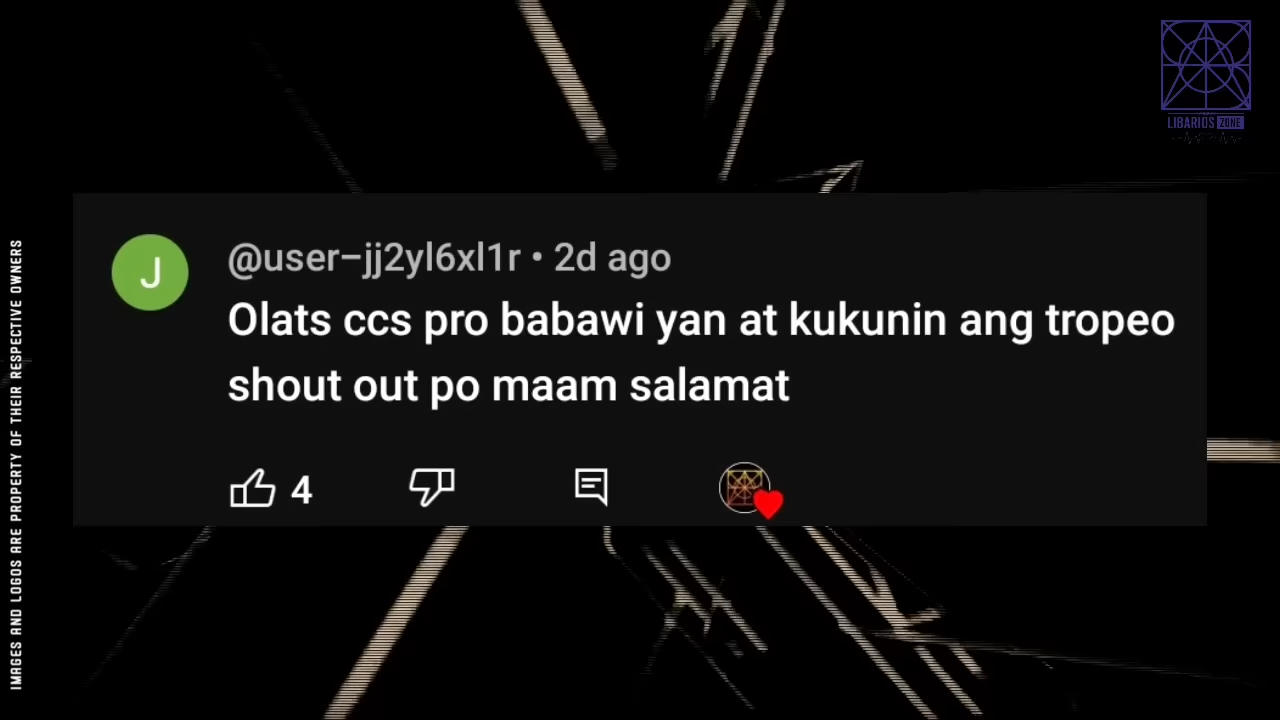 LIBARIOS ZONE
@user-jj2yl6xl1r • 2d ago
J
Olats ccs pro babawi yan at kukunin ang tropeo
shout out po maam salamat
4
IMAGES AND LOGOS ARE PROPERTY OF THEIR RESPECTIVE OWNERS